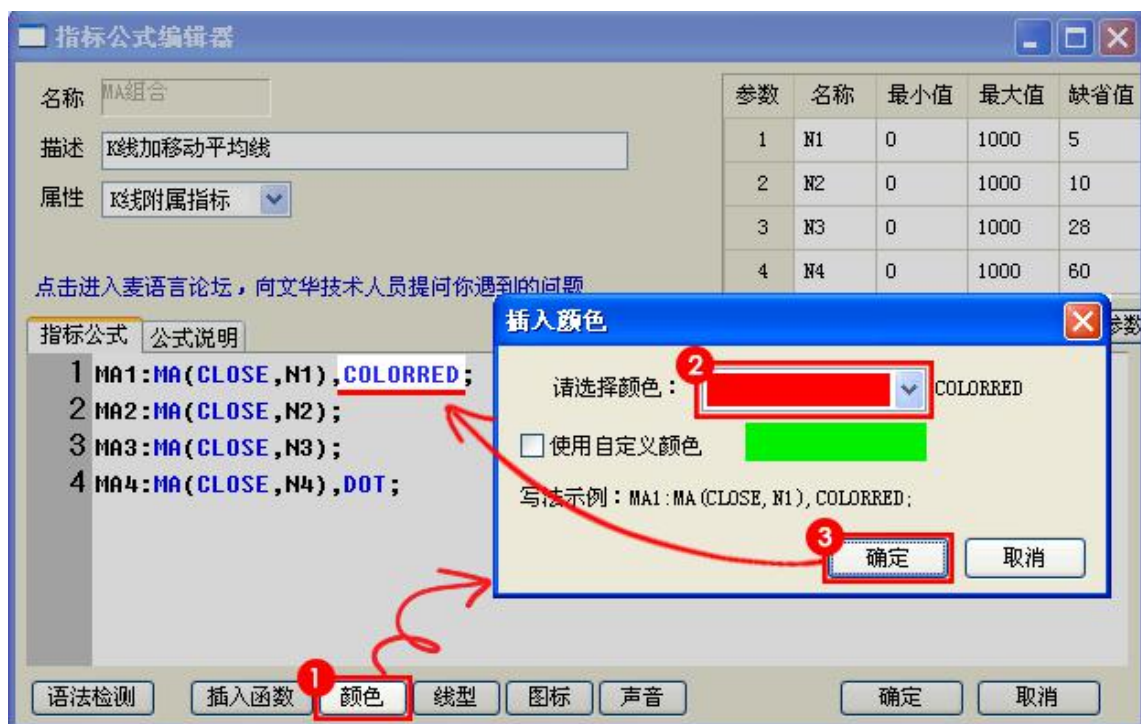 指标公式编辑器
名称 MA组合
描述 K线加移动平均线
属性 K线附属指标
参数 名称 最小值 最大值 缺省值
1 N1 0 1000 5
2 N2 0 1000 10
3 N3 0 1000 28
4 N4 0 1000 60
点击进入麦语言论坛，向文华技术人员提问你遇到的问题
参数
指标公式 公式说明
1 MA1:MA(CLOSE,N1),COLORRED;
2 MA2:MA(CLOSE,N2);
3 MA3:MA(CLOSE,N3);
4 MA4:MA(CLOSE,N4),DOT;
插入颜色
2
请选择颜色： COLORRED
使用自定义颜色
写法示例：MA1:MA(CLOSE,N1),COLORRED;
3
确定 取消
1
语法检测 插入函数 颜色 线型 图标 声音 确定 取消